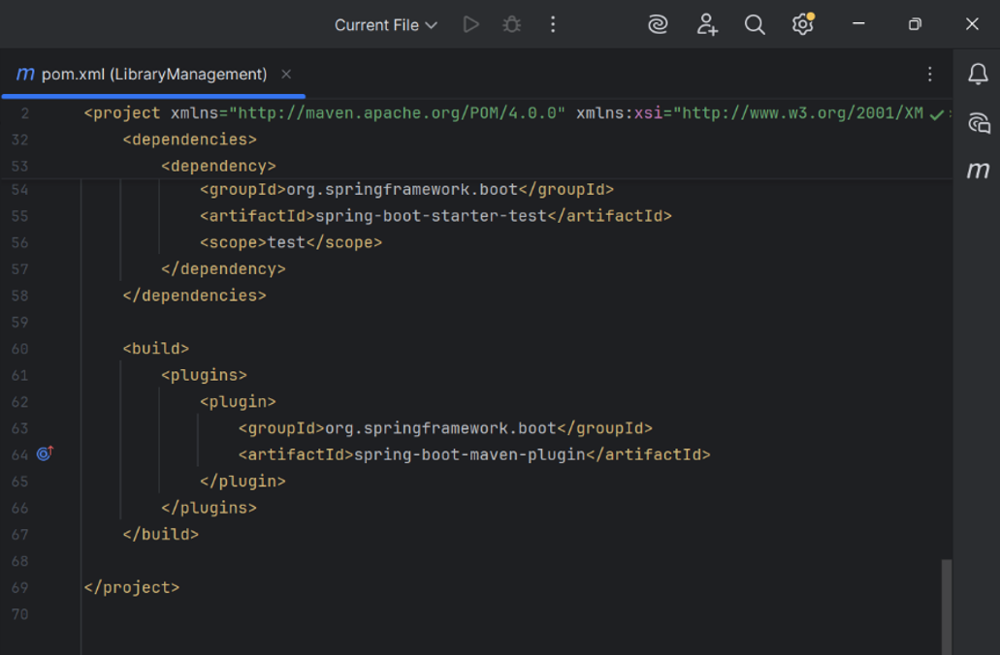 Current File
m pom.xml (LibraryManagement)
2 <project xmlns="http://maven.apache.org/POM/4.0.0" xmlns:xsi="http://www.w3.org/2001/XM
32 <dependencies>
53 <dependency>
54 <groupId>org.springframework.boot</groupId>
55 <artifactId>spring-boot-starter-test</artifactId>
56 <scope>test</scope>
57 </dependency>
58 </dependencies>
59
60 <build>
61 <plugins>
62 <plugin>
63 <groupId>org.springframework.boot</groupId>
64 <artifactId>spring-boot-maven-plugin</artifactId>
65 </plugin>
66 </plugins>
67 </build>
68
69 </project>
70
m